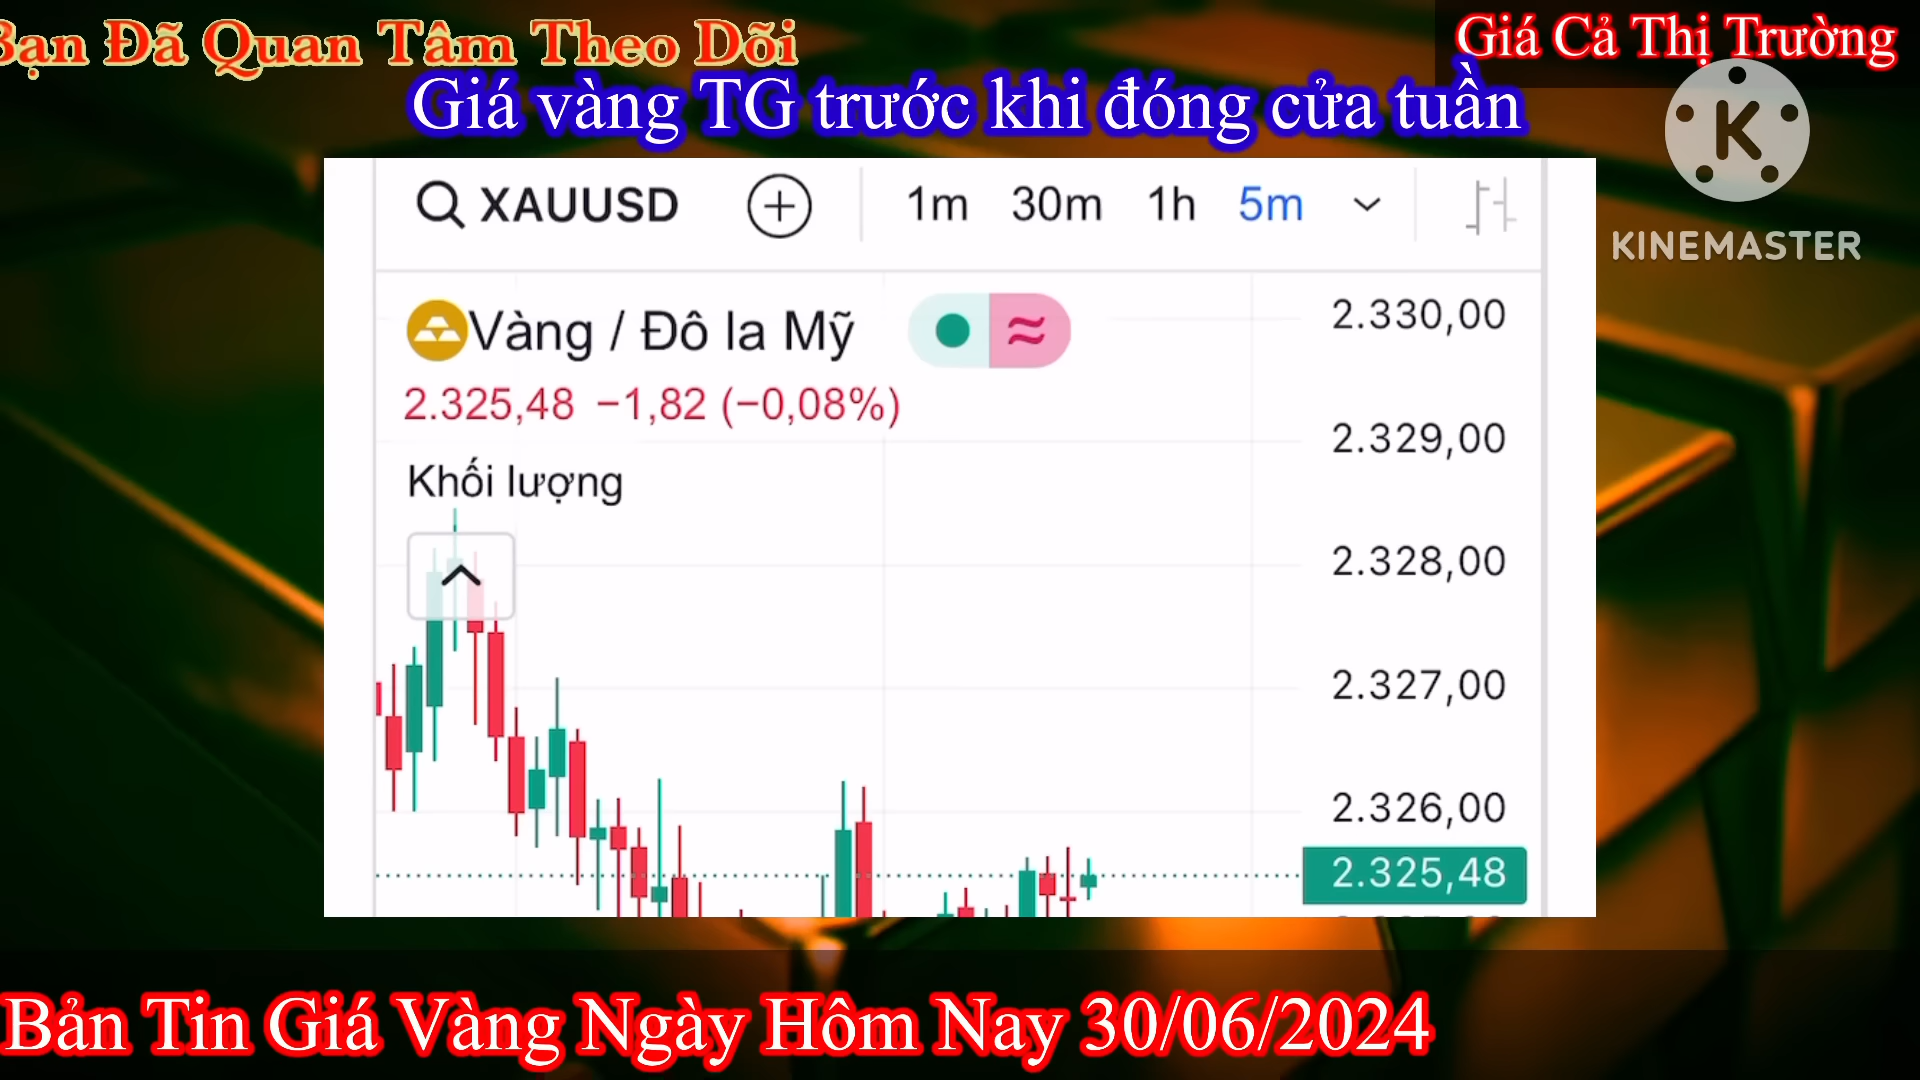 Bạn Đã Quan Tâm Theo Dõi
Giá Cả Thị Trường
Giá vàng TG trước khi đóng cửa tuần
K
KINEMASTER
XAUUSD 1m 30m 1h 5m
Vàng / Đô la Mỹ
2.325,48 −1,82 (−0,08%)
Khối lượng
2.330,00
2.329,00
2.328,00
2.327,00
2.326,00
2.325,48
Bản Tin Giá Vàng Ngày Hôm Nay 30/06/2024